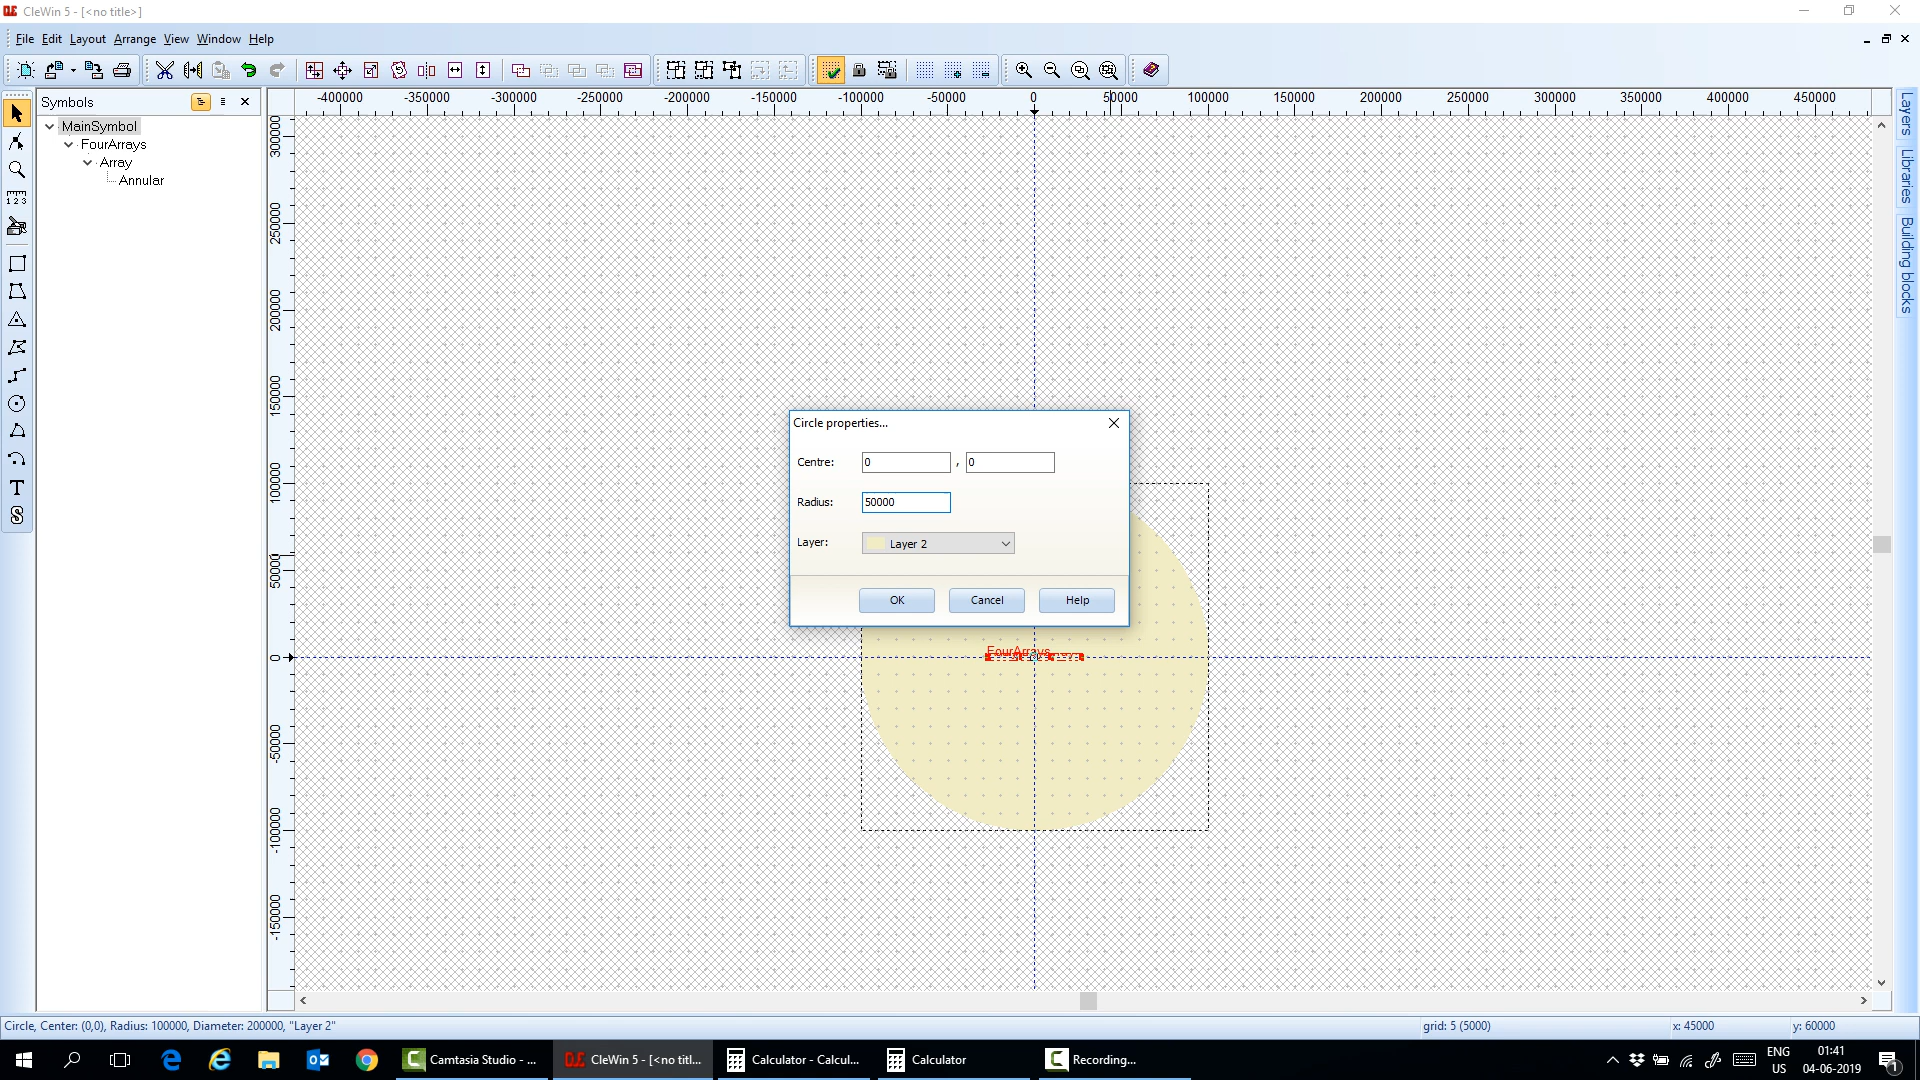 CleWin 5 - [<no title>]
File Edit Layout Arrange View Window Help
Symbols
MainSymbol
FourArrays
Array
Annular
1 2 3
T
S
-400000 -350000 -300000 -250000 -200000 -150000 -100000 -50000 0 50000 100000 150000 200000 250000 300000 350000 400000 450000
300000
250000
200000
150000
100000
50000
0
-50000
-100000
-150000
Circle properties...
Centre: 0 , 0
Radius: 50000
Layer: Layer 2
OK Cancel Help
FourArrays
Layers
Libraries
Building blocks
Circle, Center: (0,0), Radius: 100000, Diameter: 200000, "Layer 2"
grid: 5 (5000)
x: 45000
y: 60000
Camtasia Studio - ...
CleWin 5 - [<no titl...
Calculator - Calcul...
Calculator
Recording...
ENG
US
01:41
04-06-2019
1